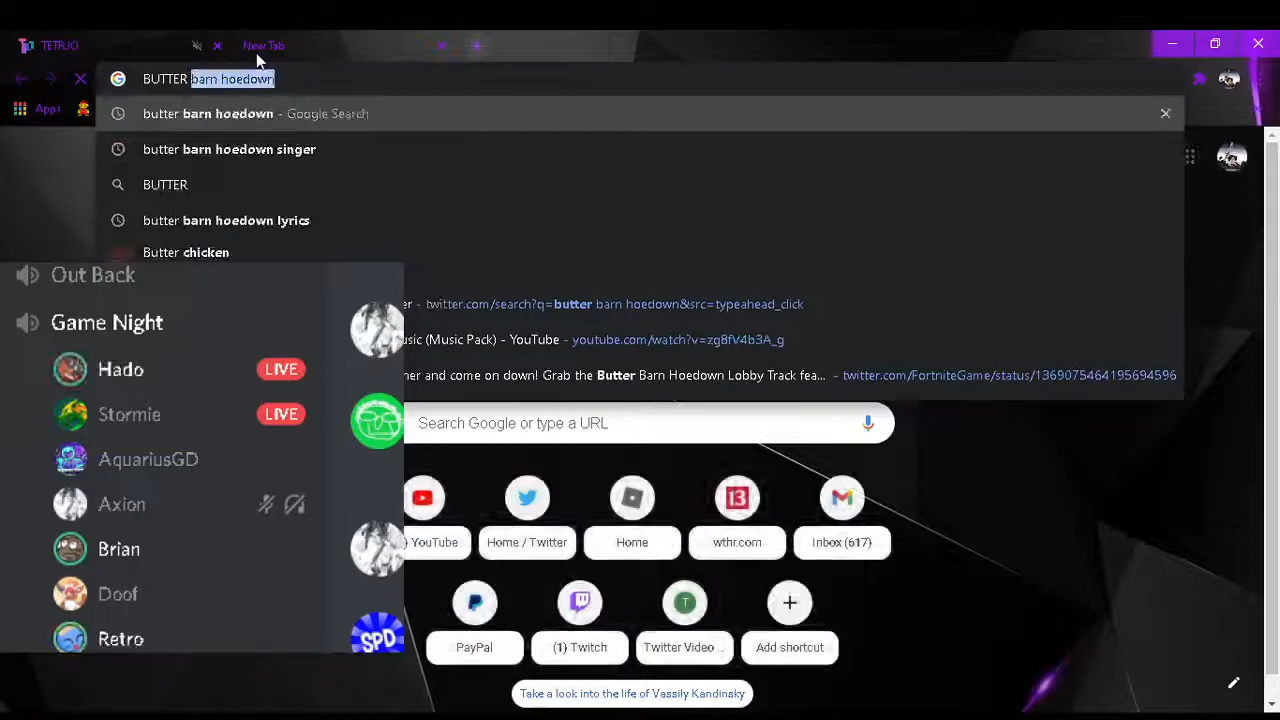 TETR.IO
New Tab
BUTTER barn hoedown
Apps
butter barn hoedown - Google Search
butter barn hoedown singer
BUTTER
butter barn hoedown lyrics
Butter chicken
er - twitter.com/search?q=butter barn hoedown&src=typeahead_click
usic (Music Pack) - YouTube - youtube.com/watch?v=zg8fV4b3A_g
ner and come on down! Grab the Butter Barn Hoedown Lobby Track fea... - twitter.com/FortniteGame/status/1369075464195694596
Out Back
Game Night
Hado LIVE
Stormie LIVE
AquariusGD
Axion
Brian
Doof
Retro
SPD
Search Google or type a URL
13
) YouTube
Home / Twitter
Home
wthr.com
Inbox (617)
T
PayPal
(1) Twitch
Twitter Video ...
Add shortcut
Take a look into the life of Vassily Kandinsky